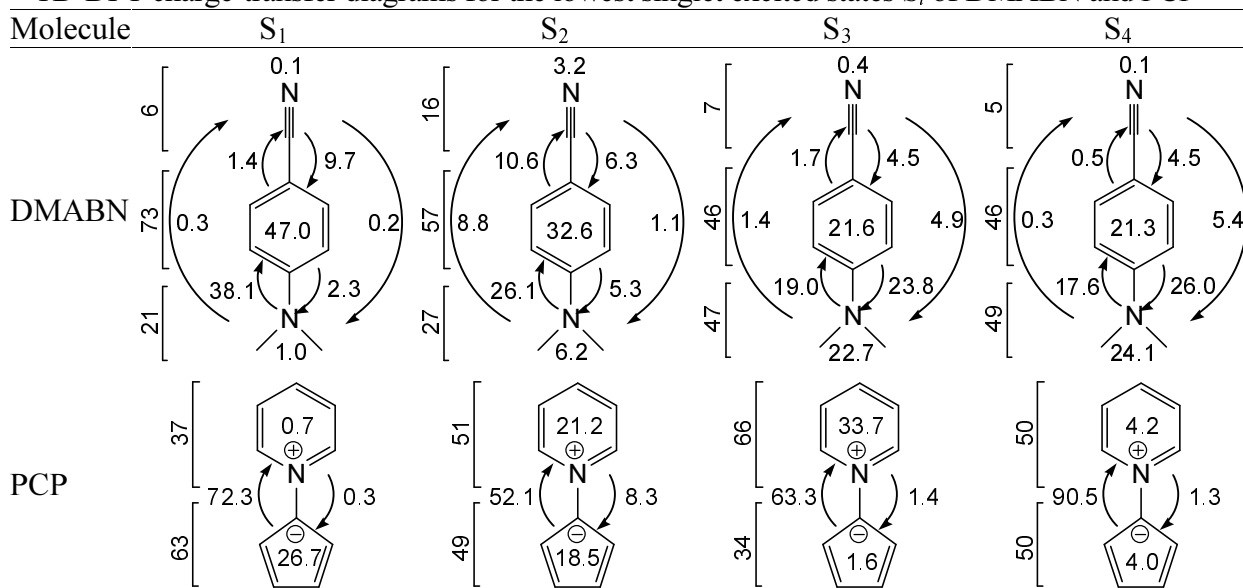 TD-DFT charge-transfer diagrams for the lowest singlet excited states Si of DMABN and PCP
Molecule S1 S2 S3 S4
0.1 3.2 0.4 0.1
N N N N
6 16 7 5
1.4 9.7 10.6 6.3 1.7 4.5 0.5 4.5
DMABN
73 57 46 46
0.3 47.0 0.2 8.8 32.6 1.1 1.4 21.6 4.9 0.3 21.3 5.4
38.1 2.3 26.1 5.3 19.0 23.8 17.6 26.0
21 27 47 49
N N N N
1.0 6.2 22.7 24.1
37 51 66 50
0.7 21.2 33.7 4.2
+ + + +
N N N N
PCP
72.3 0.3 52.1 8.3 63.3 1.4 90.5 1.3
63 49 34 50
− − − −
26.7 18.5 1.6 4.0